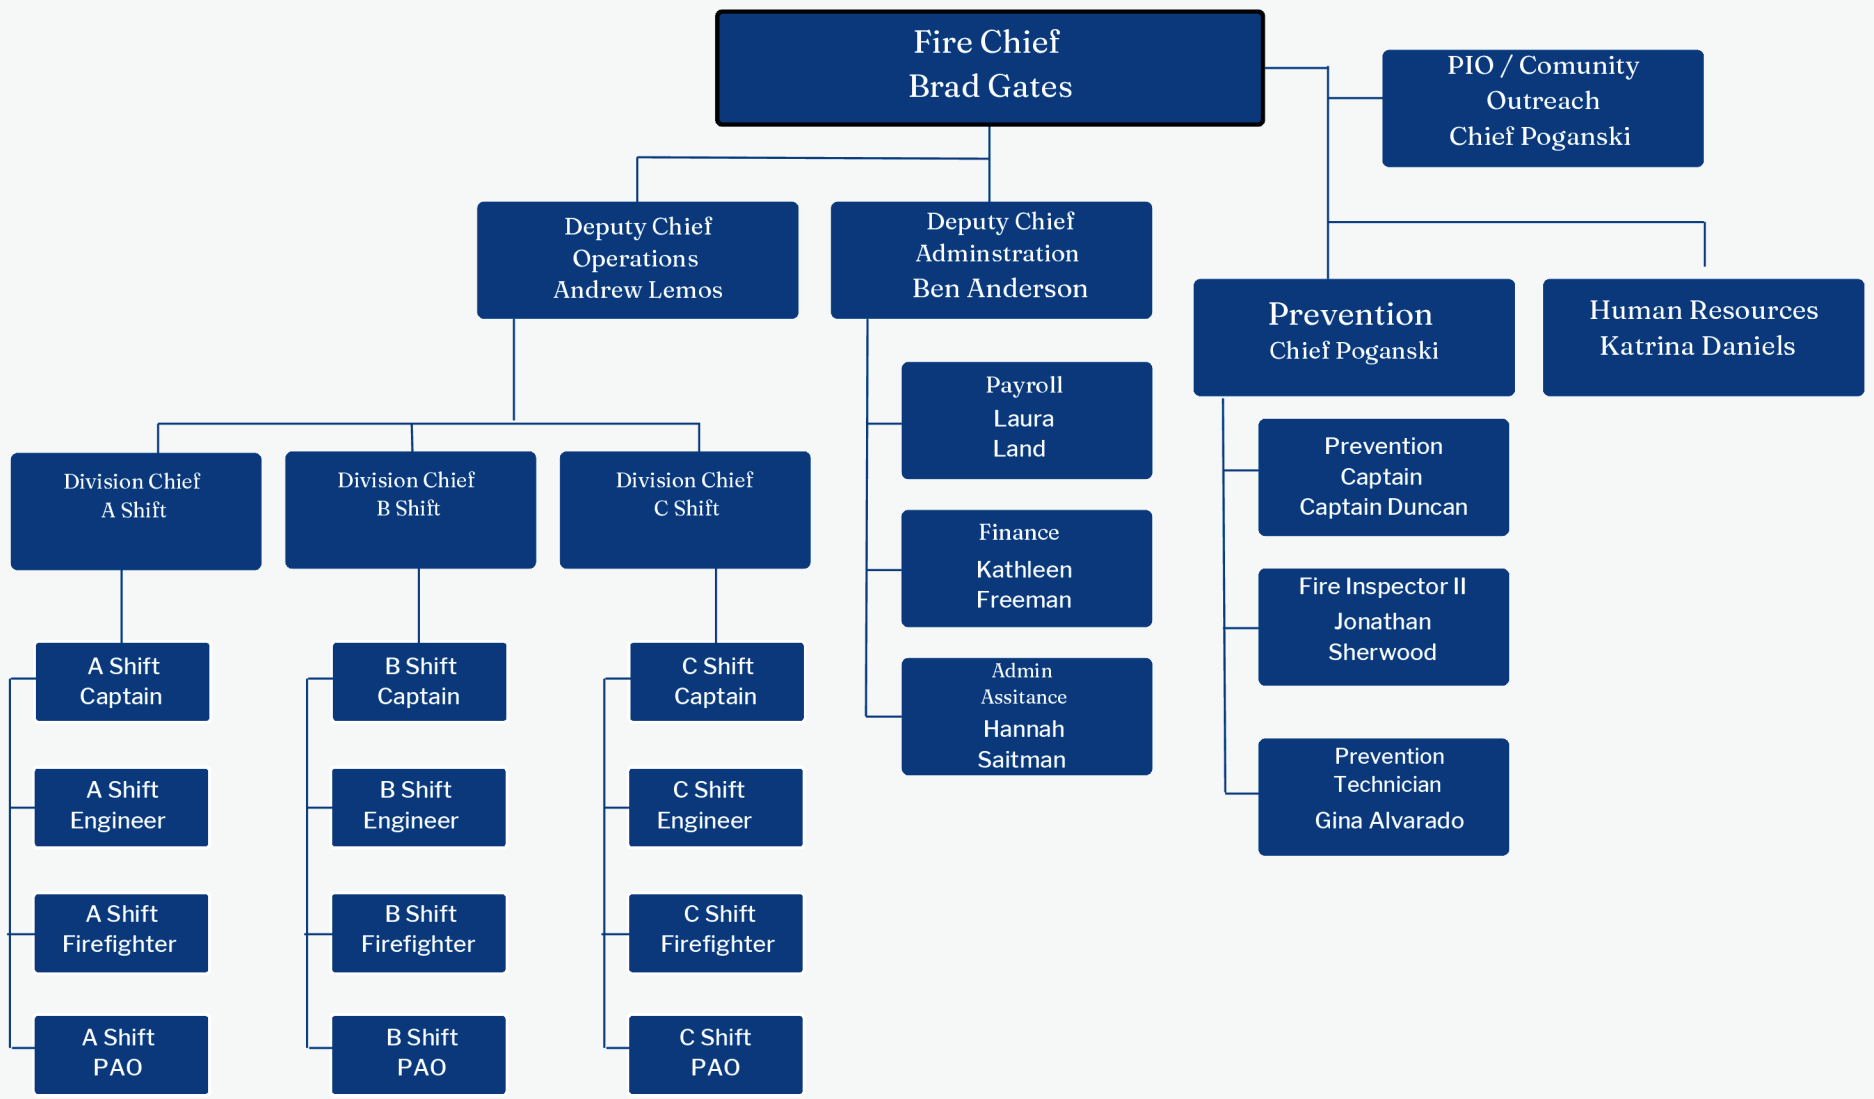 Fire Chief
Brad Gates
PIO / Comunity
Outreach
Chief Poganski
Deputy Chief
Operations
Andrew Lemos
Deputy Chief
Adminstration
Ben Anderson
Prevention
Chief Poganski
Human Resources
Katrina Daniels
Payroll
Laura
Land
Finance
Kathleen
Freeman
Admin
Assitance
Hannah
Saitman
Prevention
Captain
Captain Duncan
Fire Inspector II
Jonathan
Sherwood
Prevention
Technician
Gina Alvarado
Division Chief
A Shift
Division Chief
B Shift
Division Chief
C Shift
A Shift
Captain
A Shift
Engineer
A Shift
Firefighter
A Shift
PAO
B Shift
Captain
B Shift
Engineer
B Shift
Firefighter
B Shift
PAO
C Shift
Captain
C Shift
Engineer
C Shift
Firefighter
C Shift
PAO